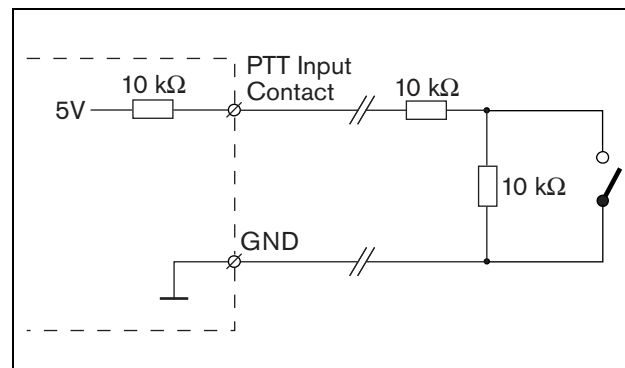 PTT Input
Contact
10 kΩ
5V
10 kΩ
10 kΩ
GND